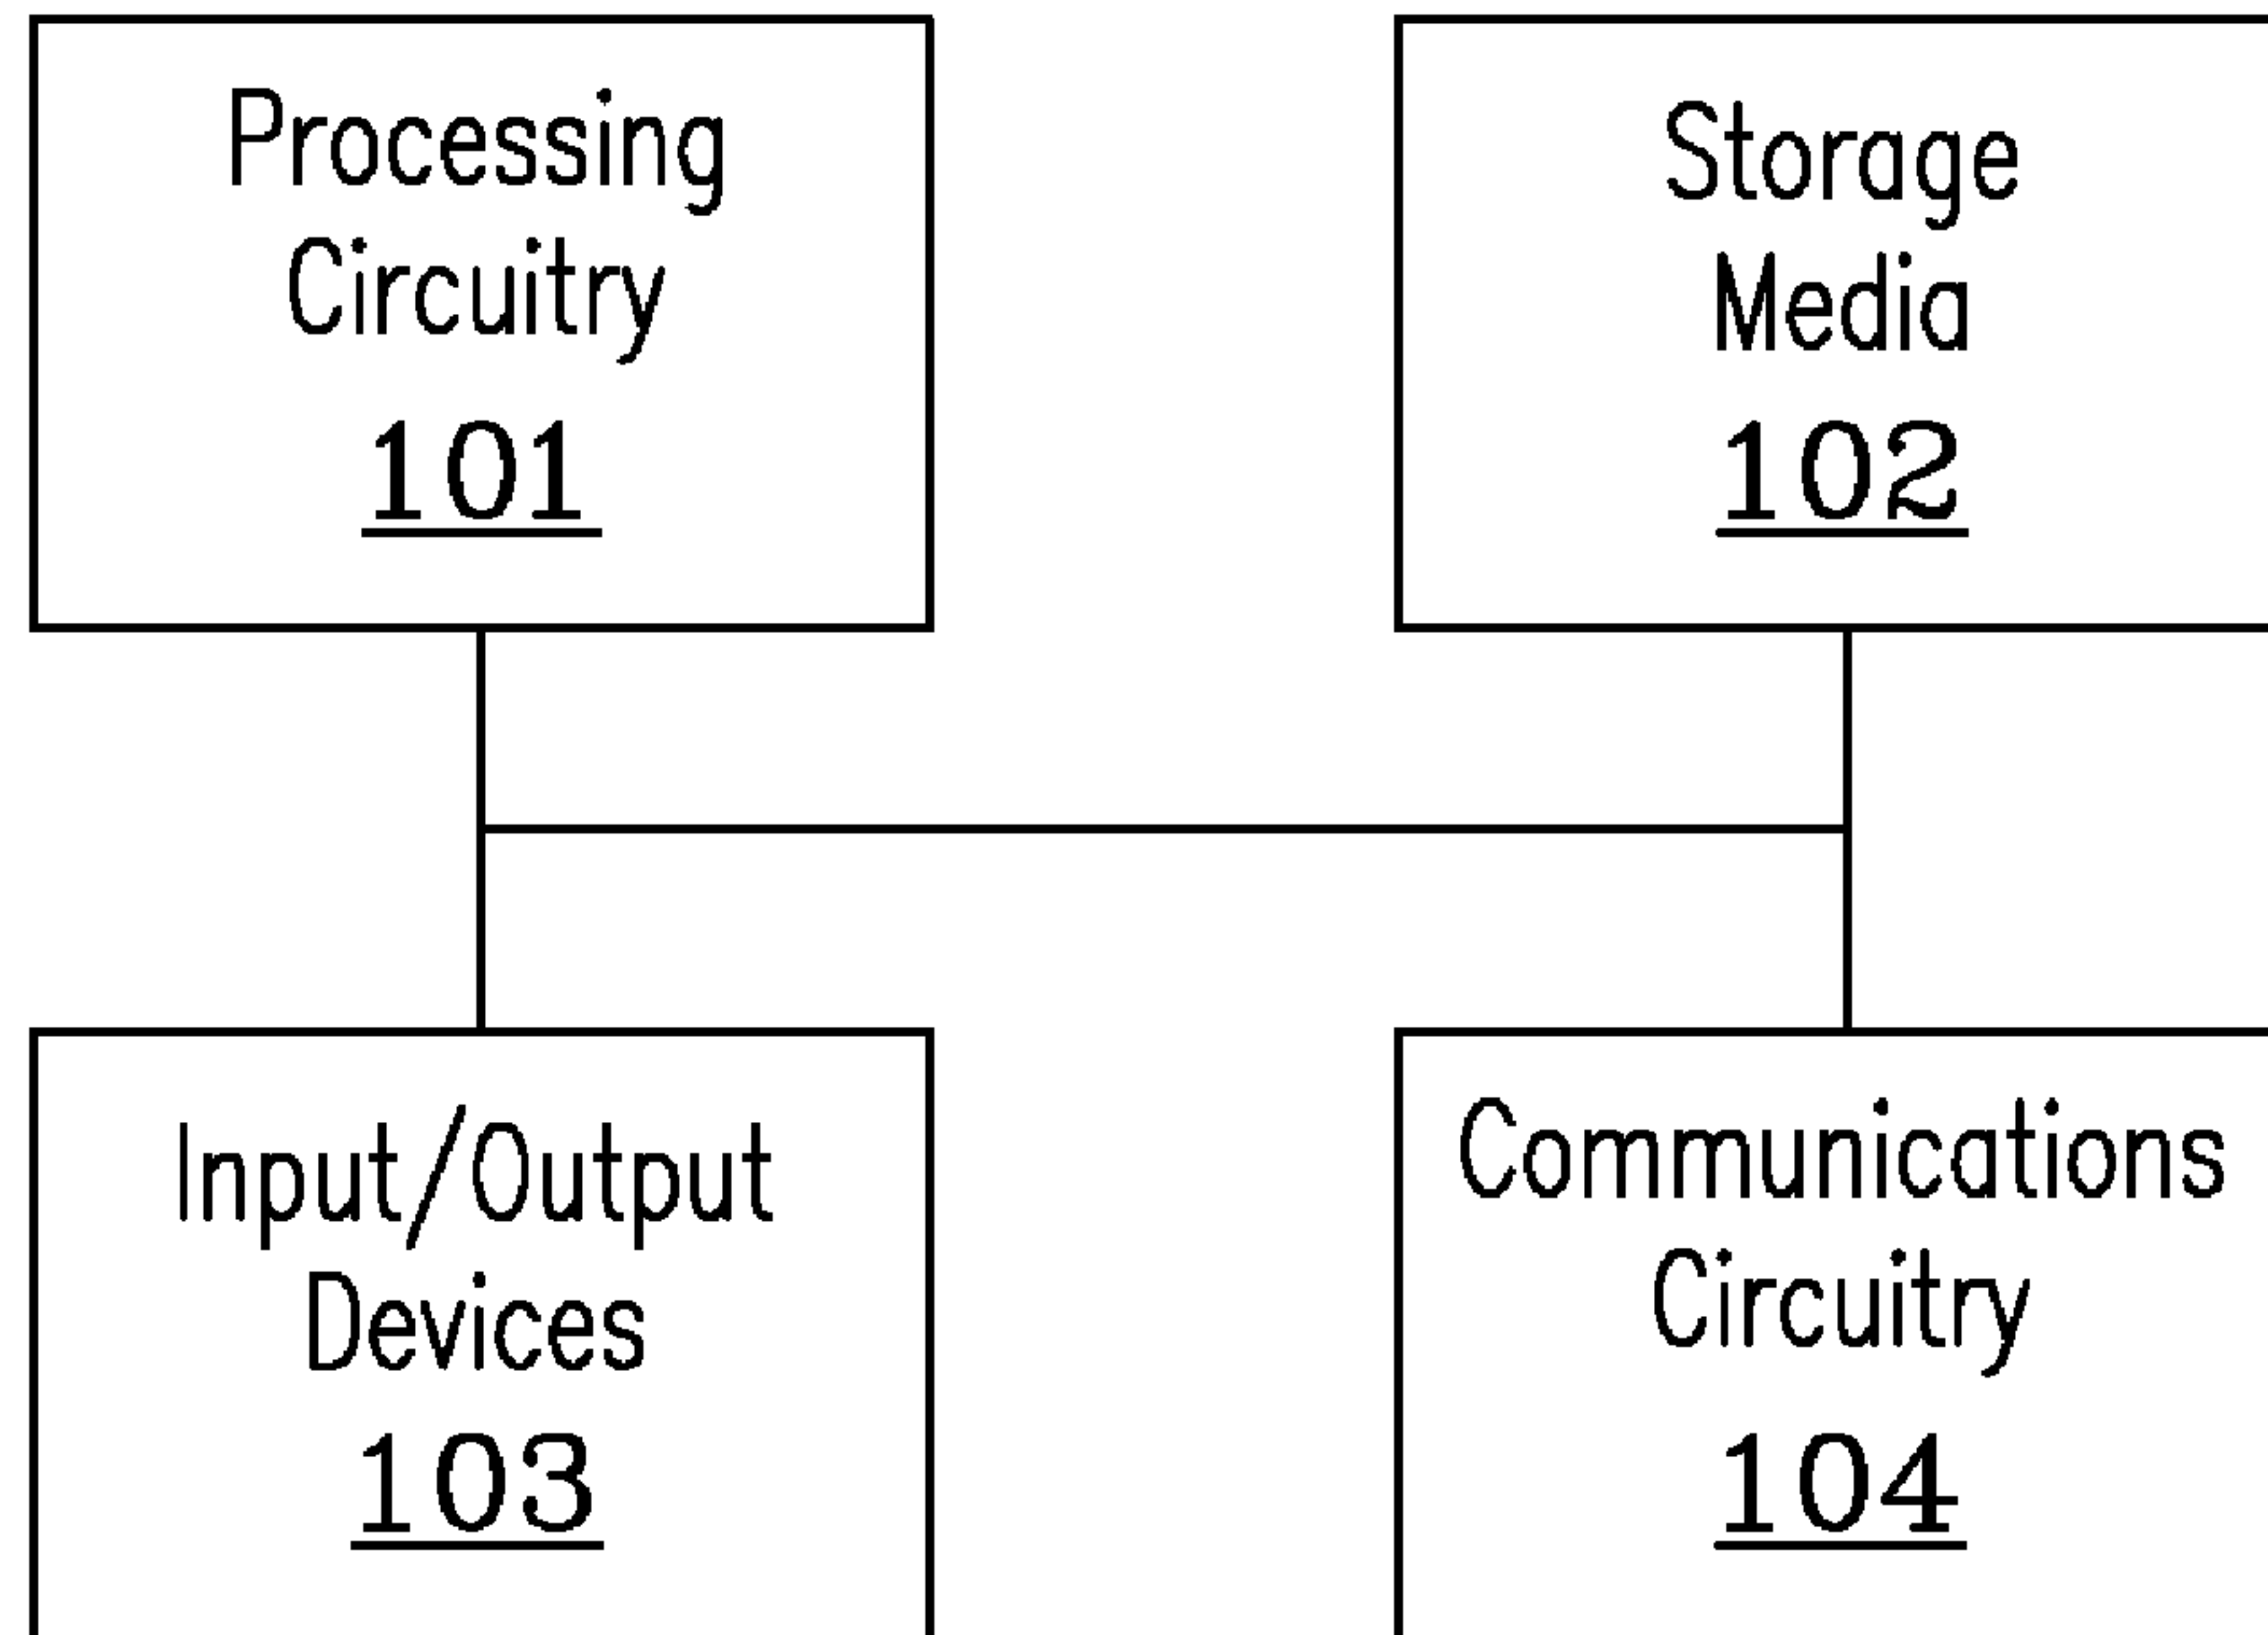 Processing
Circuitry
101
Storage
Media
102
Input/Output
Devices
103
Communications
Circuitry
104